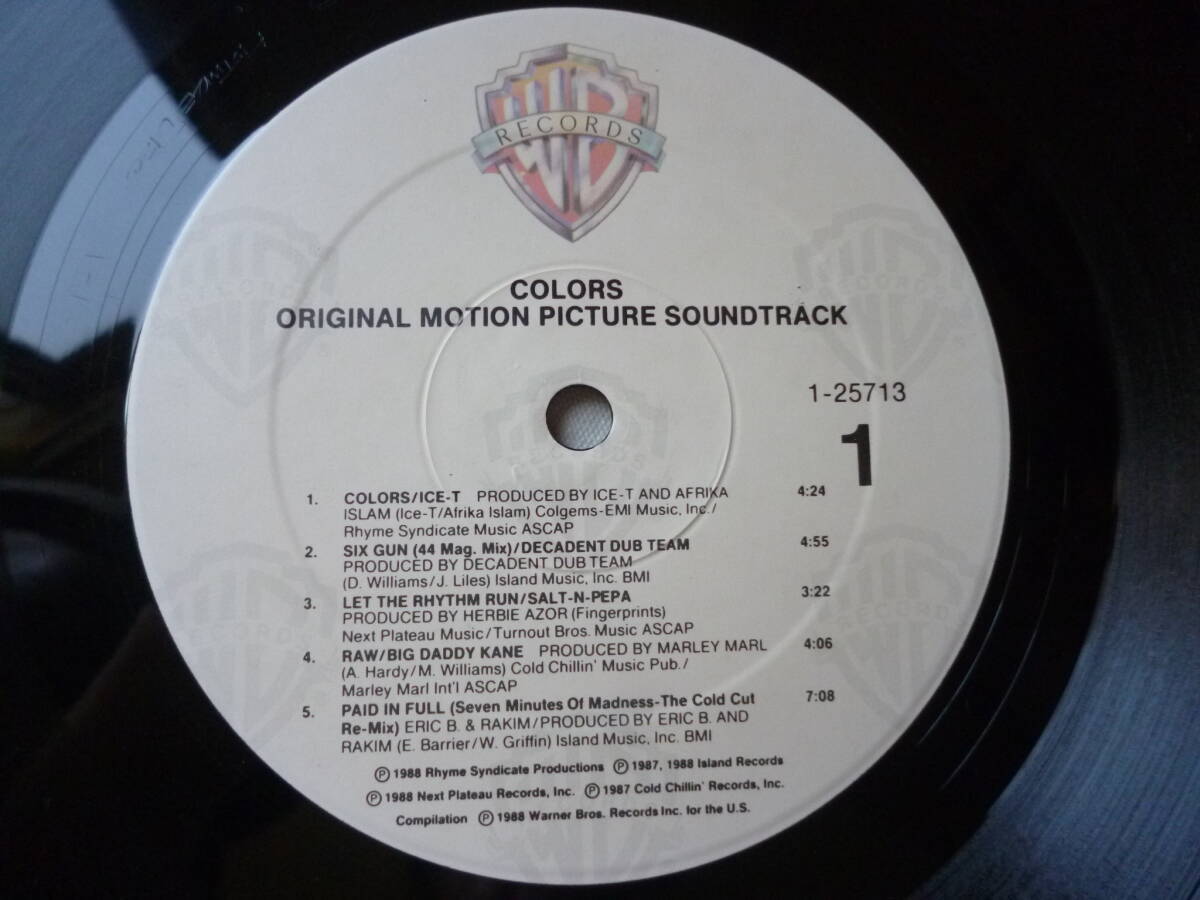 RECORDS
COLORS
ORIGINAL MOTION PICTURE SOUNDTRACK
1-25713
1
1. COLORS/ICE-T PRODUCED BY ICE-T AND AFRIKA 4:24
ISLAM (Ice-T/Afrika Islam) Colgems-EMI Music, Inc./
Rhyme Syndicate Music ASCAP
2. SIX GUN (44 Mag. Mix)/DECADENT DUB TEAM 4:55
PRODUCED BY DECADENT DUB TEAM
(D. Williams/J. Liles) Island Music, Inc. BMI
3. LET THE RHYTHM RUN/SALT-N-PEPA 3:22
PRODUCED BY HERBIE AZOR (Fingerprints)
Next Plateau Music/Turnout Bros. Music ASCAP
4. RAW/BIG DADDY KANE PRODUCED BY MARLEY MARL 4:06
(A. Hardy/M. Williams) Cold Chillin' Music Pub./
Marley Marl Int'l ASCAP
5. PAID IN FULL (Seven Minutes Of Madness-The Cold Cut 7:08
Re-Mix) ERIC B. & RAKIM/PRODUCED BY ERIC B. AND
RAKIM (E. Barrier/W. Griffin) Island Music, Inc. BMI
℗ 1988 Rhyme Syndicate Productions ℗ 1987, 1988 Island Records
℗ 1988 Next Plateau Records, Inc. ℗ 1987 Cold Chillin' Records, Inc.
Compilation ℗ 1988 Warner Bros. Records Inc. for the U.S.